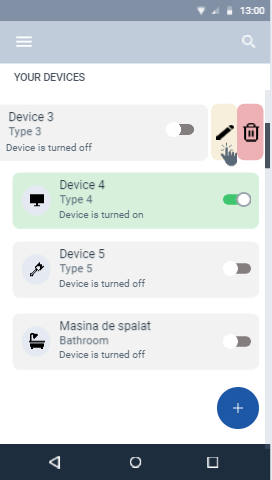 13:00
YOUR DEVICES
Device 3
Type 3
Device is turned off
Device 4
Type 4
Device is turned on
Device 5
Type 5
Device is turned off
Masina de spalat
Bathroom
Device is turned off